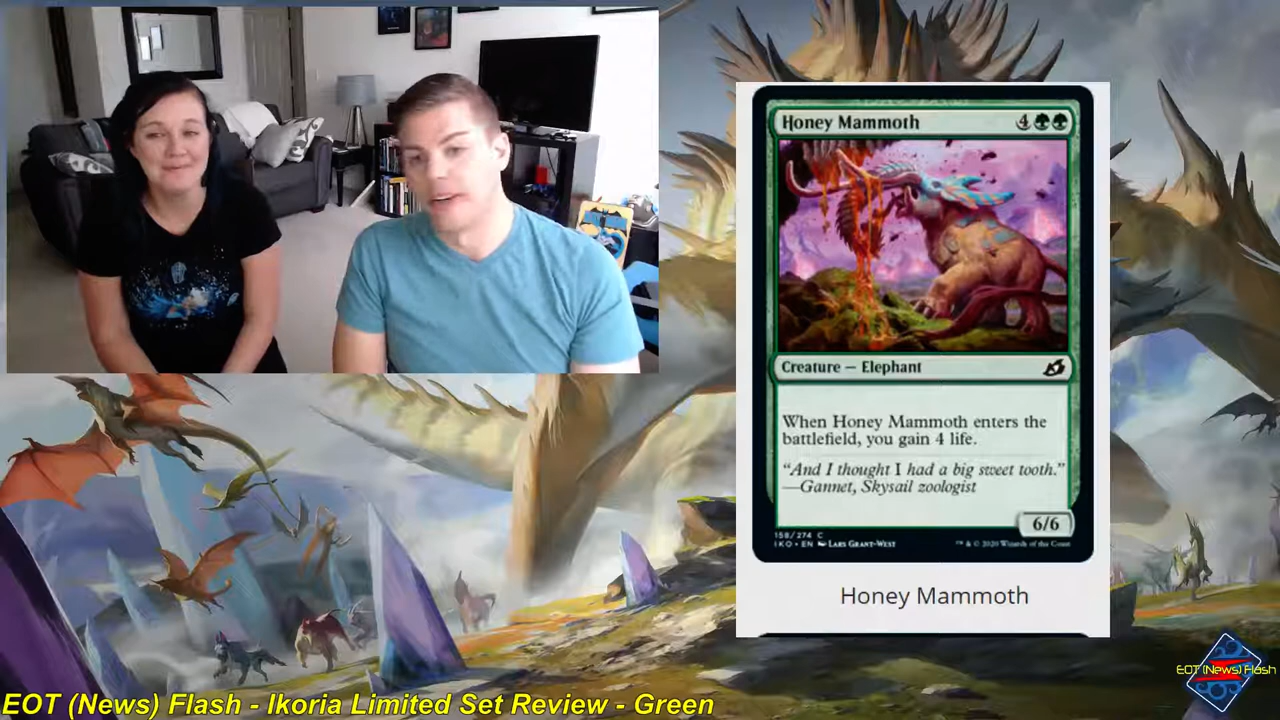 Honey Mammoth 4
Creature — Elephant
When Honey Mammoth enters the
battlefield, you gain 4 life.
“And I thought I had a big sweet tooth.”
—Gannet, Skysail zoologist
6/6
158/274 C
IKO • EN Lars Grant-West
™ & © 2020 Wizards of the Coast
Honey Mammoth
EOT (News) Flash
EOT (News) Flash - Ikoria Limited Set Review - Green